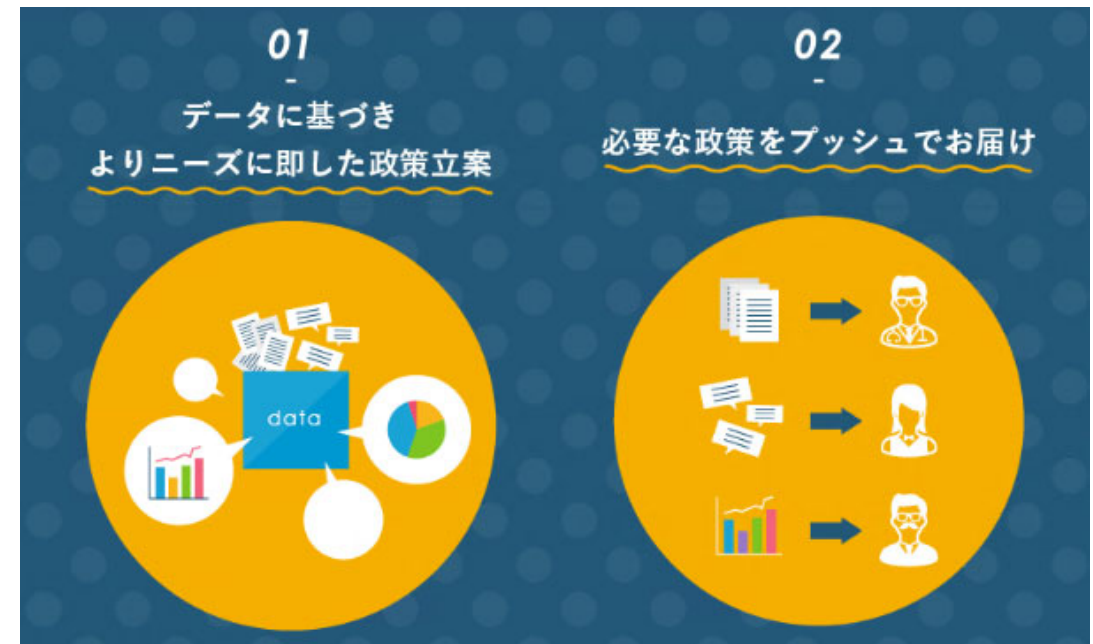 01
-
データに基づき
よりニーズに即した政策立案
data
02
-
必要な政策をプッシュでお届け